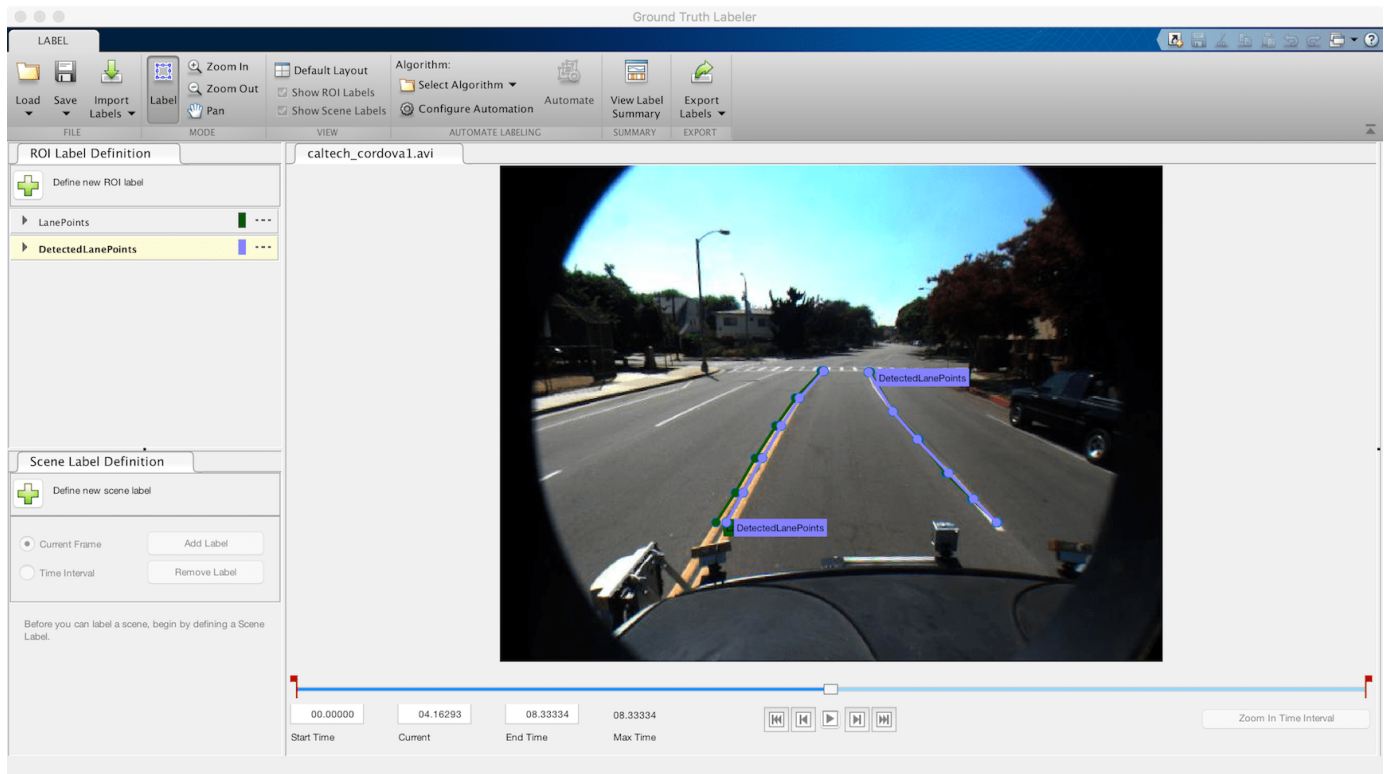 Ground Truth Labeler
LABEL
Load
Save
Import
Labels
FILE
Label
Zoom In
Zoom Out
Pan
MODE
Default Layout
Show ROI Labels
Show Scene Labels
VIEW
Algorithm:
Select Algorithm
Configure Automation
Automate
AUTOMATE LABELING
View Label
Summary
SUMMARY
Export
Labels
EXPORT
ROI Label Definition
Define new ROI label
LanePoints
DetectedLanePoints
Scene Label Definition
Define new scene label
Current Frame
Add Label
Time Interval
Remove Label
Before you can label a scene, begin by defining a Scene
Label.
caltech_cordova1.avi
DetectedLanePoints
DetectedLanePoints
00.00000
04.16293
08.33334
08.33334
Start Time
Current
End Time
Max Time
Zoom In Time Interval